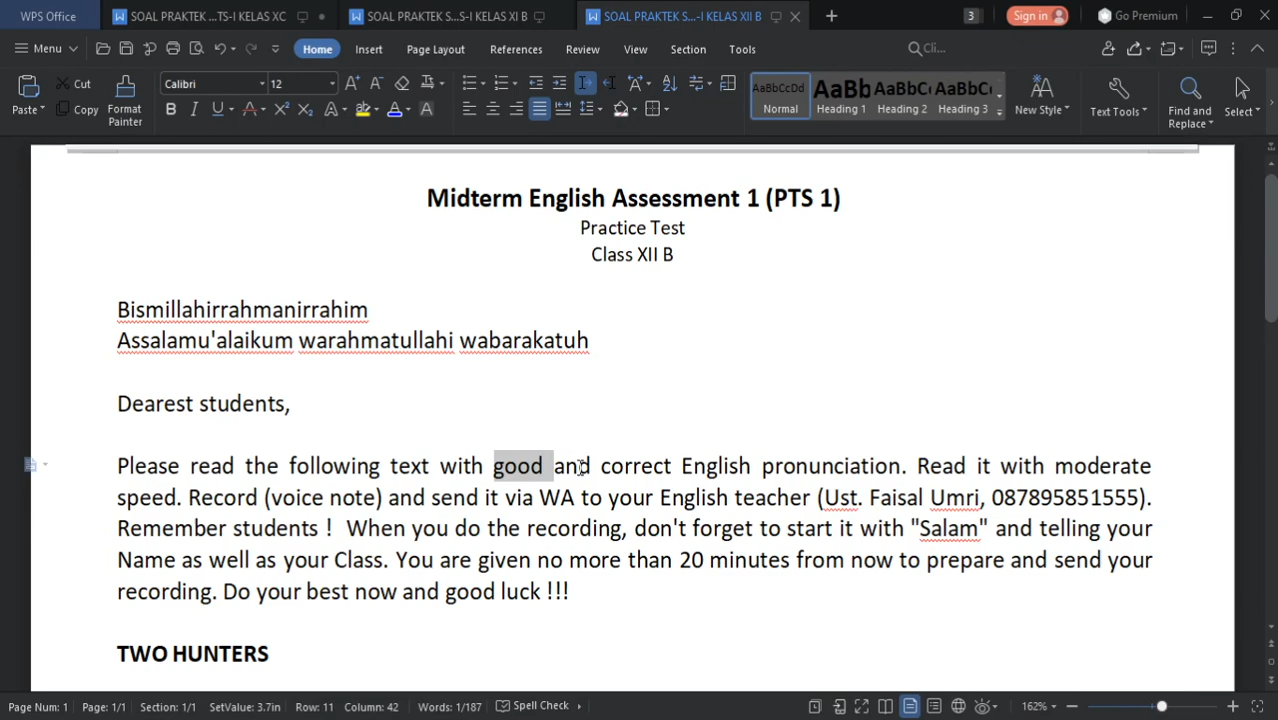 WPS Office SOAL PRAKTEK ...TS-I KELAS XC SOAL PRAKTEK S...S-I KELAS XI B SOAL PRAKTEK S...-I KELAS XII B 3 Sign in Go Premium
Menu Home Insert Page Layout References Review View Section Tools Cli...
Paste Cut Copy Format Painter Calibri 12 AaBbCcDd Normal AaBb Heading 1 AaBbC Heading 2 AaBbC Heading 3 New Style Text Tools Find and Replace Select
Midterm English Assessment 1 (PTS 1)
Practice Test
Class XII B
Bismillahirrahmanirrahim
Assalamu'alaikum warahmatullahi wabarakatuh
Dearest students,
Please read the following text with good and correct English pronunciation. Read it with moderate
speed. Record (voice note) and send it via WA to your English teacher (Ust. Faisal Umri, 087895851555).
Remember students ! When you do the recording, don't forget to start it with "Salam" and telling your
Name as well as your Class. You are given no more than 20 minutes from now to prepare and send your
recording. Do your best now and good luck !!!
TWO HUNTERS
Page Num: 1 Page: 1/1 Section: 1/1 SetValue: 3.7in Row: 11 Column: 42 Words: 1/187 Spell Check 162%